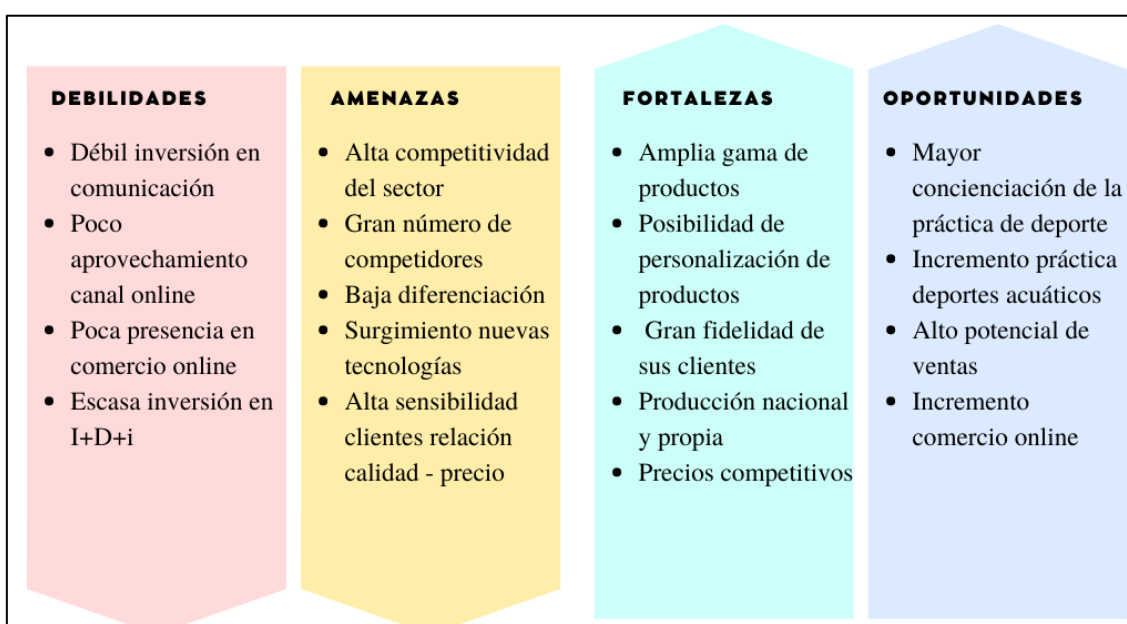 DEBILIDADES
• Débil inversión en
comunicación
• Poco
aprovechamiento
canal online
• Poca presencia en
comercio online
• Escasa inversión en
I+D+i
AMENAZAS
• Alta competitividad
del sector
• Gran número de
competidores
• Baja diferenciación
• Surgimiento nuevas
tecnologías
• Alta sensibilidad
clientes relación
calidad - precio
FORTALEZAS
• Amplia gama de
productos
• Posibilidad de
personalización de
productos
• Gran fidelidad de
sus clientes
• Producción nacional
y propia
• Precios competitivos
OPORTUNIDADES
• Mayor
concienciación de la
práctica de deporte
• Incremento práctica
deportes acuáticos
• Alto potencial de
ventas
• Incremento
comercio online